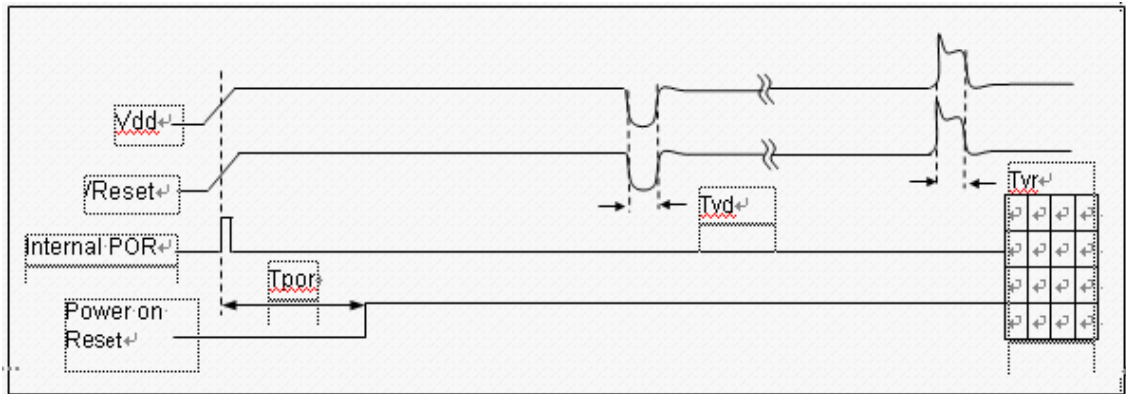 Vdd↵
/Reset↵
Tvr↵
Tvd↵
Internal POR↵
Tpor
Power on
Reset↵
↵ ↵ ↵ ↵
↵ ↵ ↵ ↵
↵ ↵ ↵ ↵
↵ ↵ ↵ ↵